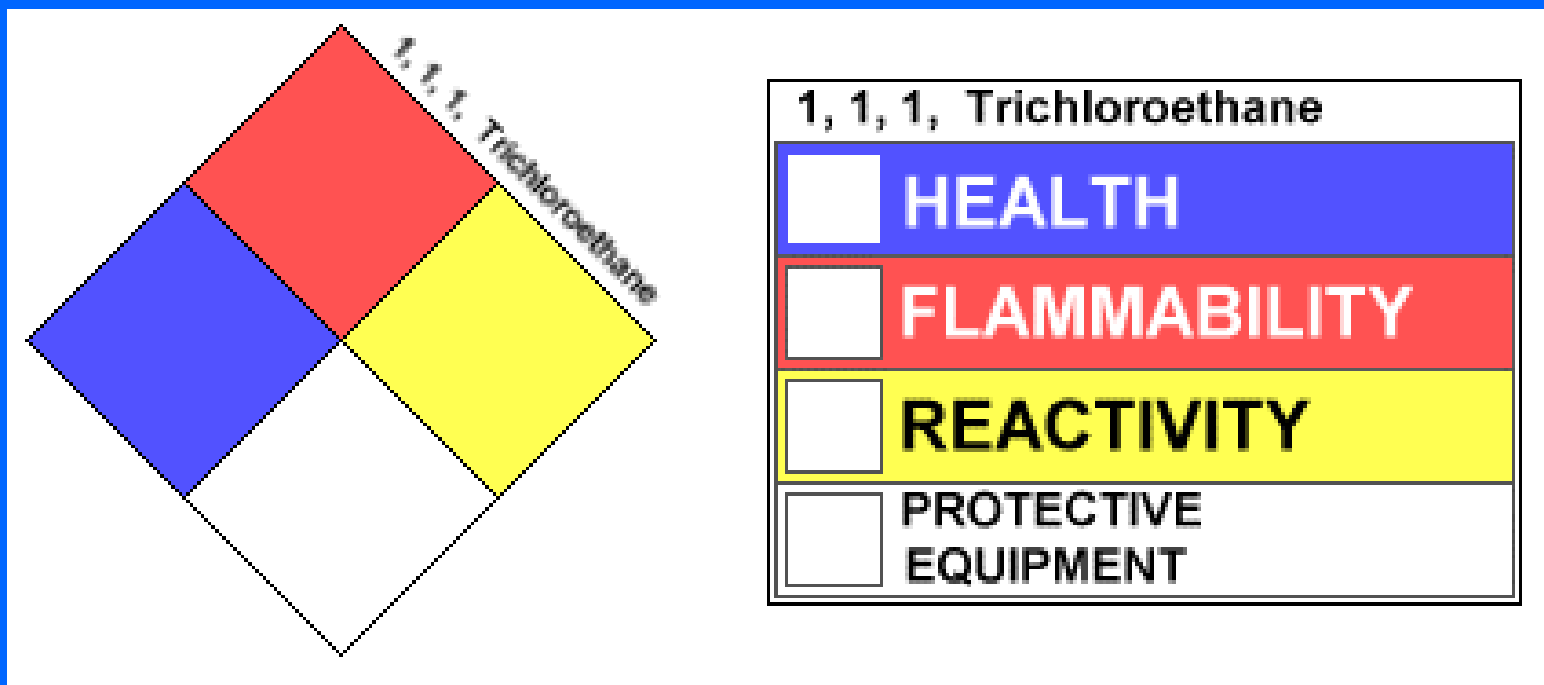 1, 1, 1, Trichloroethane
1, 1, 1, Trichloroethane
HEALTH
FLAMMABILITY
REACTIVITY
PROTECTIVE
EQUIPMENT